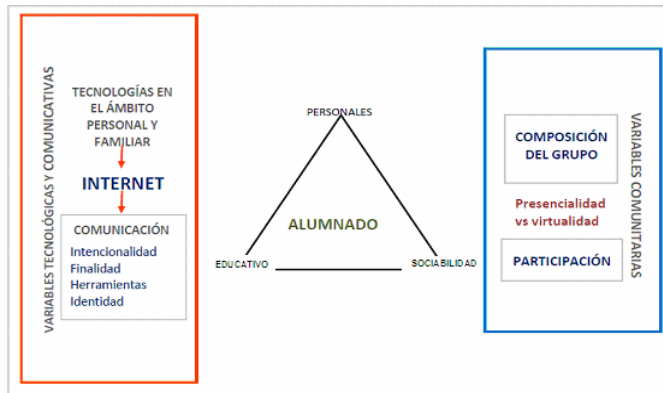 VARIABLES TECNOLÓGICAS Y COMUNICATIVAS
TECNOLOGÍAS EN
EL ÁMBITO
PERSONAL Y
FAMILIAR
INTERNET
COMUNICACIÓN
Intencionalidad
Finalidad
Herramientas
Identidad
PERSONALES
ALUMNADO
EDUCATIVO
SOCIABILIDAD
COMPOSICIÓN
DEL GRUPO
Presencialidad
vs virtualidad
PARTICIPACIÓN
VARIABLES COMUNITARIAS